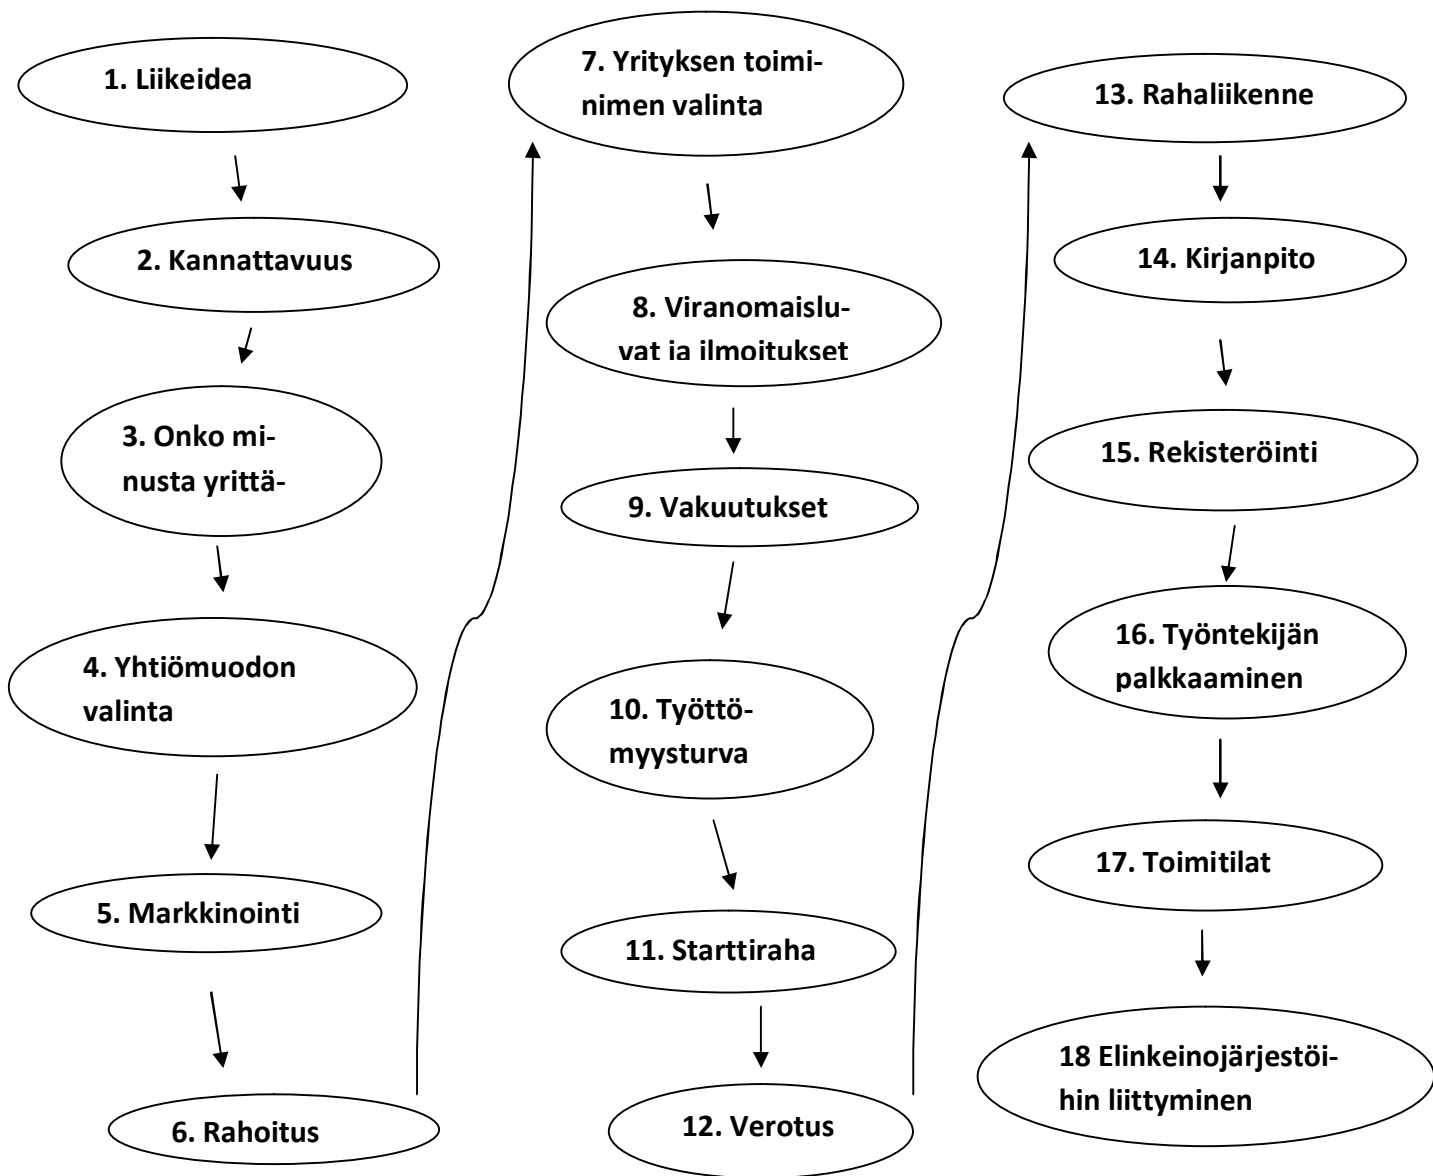 1. Liikeidea
2. Kannattavuus
3. Onko mi-
nusta yrittä-
4. Yhtiömuodon
valinta
5. Markkinointi
6. Rahoitus
7. Yrityksen toimi-
nimen valinta
8. Viranomaislu-
vat ja ilmoitukset
9. Vakuutukset
10. Työttö-
myysturva
11. Starttiraha
12. Verotus
13. Rahaliikenne
14. Kirjanpito
15. Rekisteröinti
16. Työntekijän
palkkaaminen
17. Toimitilat
18 Elinkeinojärjestöi-
hin liittyminen